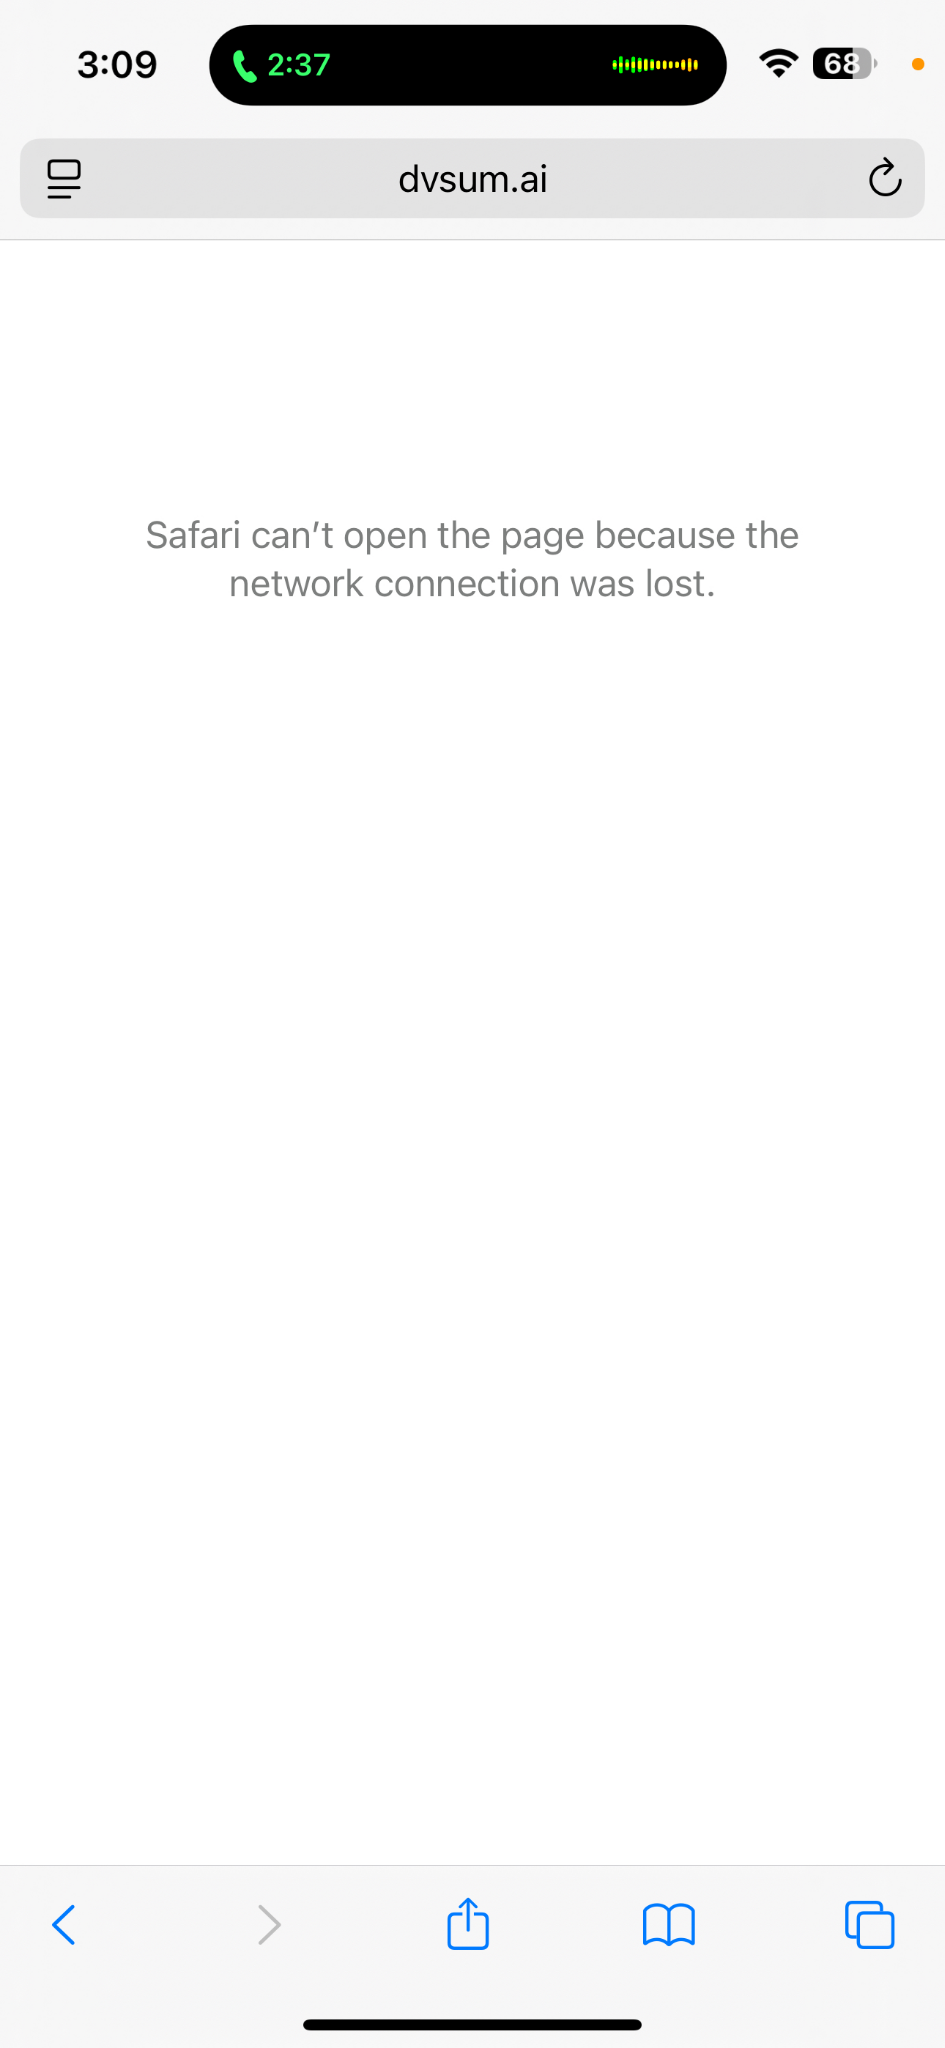 3:09
2:37
68
dvsum.ai
Safari can’t open the page because the
network connection was lost.